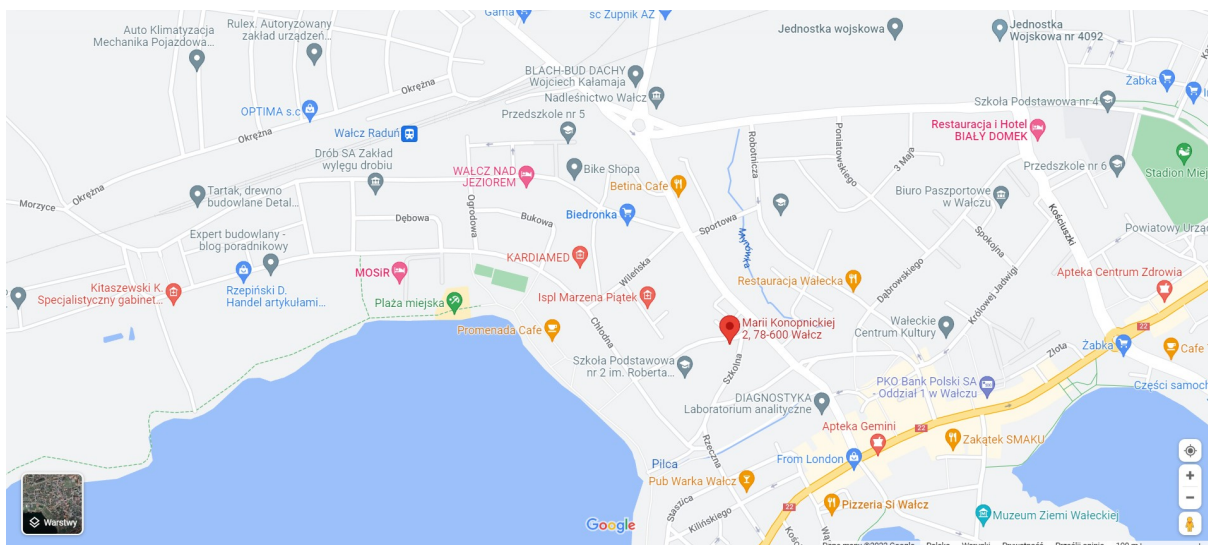 Gama
sc Zupnik AZ
Auto Klimatyzacja
Mechanika Pojazdowa...
Rulex. Autoryzowany
zakład urządzeń...
Jednostka wojskowa
Jednostka
Wojskowa nr 4092
BLACH-BUD DACHY
Wojciech Kałamaja
Żabka
Nadleśnictwo Wałcz
OPTIMA s.c
Okrężna
Szkoła Podstawowa nr 4
Przedszkole nr 5
Wałcz Raduń
Okrężna
Restauracja i Hotel
BIAŁY DOMEK
Robotnicza
Poniatowskiego
3 Maja
Drób SA Zakład
wylęgu drobiu
WAŁCZ NAD
JEZIOREM
Bike Shopa
Przedszkole nr 6
Stadion Miej
Betina Cafe
Biuro Paszportowe
w Wałczu
Okrężna
Morzyce
Tartak, drewno
budowlane Detal...
Ogrodowa
Dębowa
Bukowa
Biedronka
Sportowa
Kościuszki
Powiatowy Urząd
Expert budowlany -
blog poradnikowy
Młynówka
Spokojna
KARDIAMED
MOSiR
Wileńska
Restauracja Wałecka
Dąbrowskiego
Królowej Jadwigi
Apteka Centrum Zdrowia
Kitaszewski K.
Specjalistyczny gabinet...
Rzepiński D.
Handel artykułami...
Plaża miejska
Ispl Marzena Piątek
Promenada Cafe
Chłodna
Marii Konopnickiej
2, 78-600 Wałcz
Wałeckie
Centrum Kultury
22
Żabka
Cafe
Złota
Szkoła Podstawowa
nr 2 im. Roberta...
Szkolna
PKO Bank Polski SA
- Oddział 1 w Wałczu
Części samoch
DIAGNOSTYKA
Laboratorium analityczne
Apteka Gemini
22
Zakątek SMAKU
Rzeczna
Pilca
From London
22
Pub Warka Wałcz
Staszica
Kilińskiego
Pizzeria Si Wałcz
Muzeum Ziemi Wałeckiej
Warstwy
Google